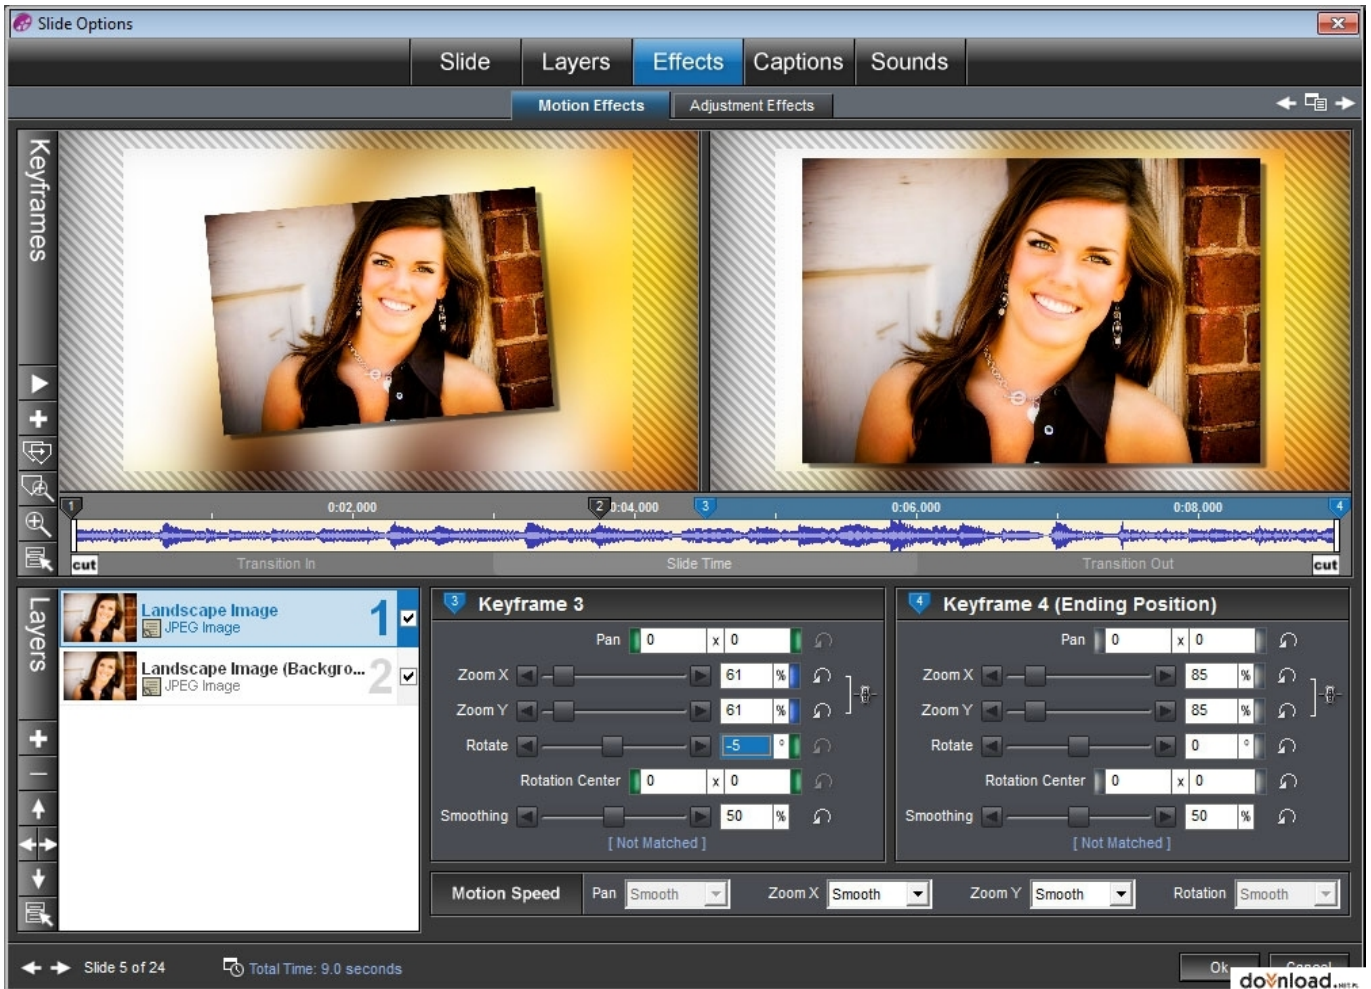 Slide Options
Slide Layers Effects Captions Sounds
Motion Effects Adjustment Effects
Keyframes
1 0:02,000 2 0:04,000 3 0:06,000 0:08,000 4
cut Transition In Slide Time Transition Out cut
Layers
Landscape Image 1
JPEG Image
Landscape Image (Backgro... 2
JPEG Image
3 Keyframe 3
Pan 0 x 0
Zoom X 61 %
Zoom Y 61 %
Rotate -5 °
Rotation Center 0 x 0
Smoothing 50 %
[ Not Matched ]
4 Keyframe 4 (Ending Position)
Pan 0 x 0
Zoom X 85 %
Zoom Y 85 %
Rotate 0 °
Rotation Center 0 x 0
Smoothing 50 %
[ Not Matched ]
Motion Speed Pan Smooth Zoom X Smooth Zoom Y Smooth Rotation Smooth
Slide 5 of 24 Total Time: 9.0 seconds Ok Cancel
download.NET.PL